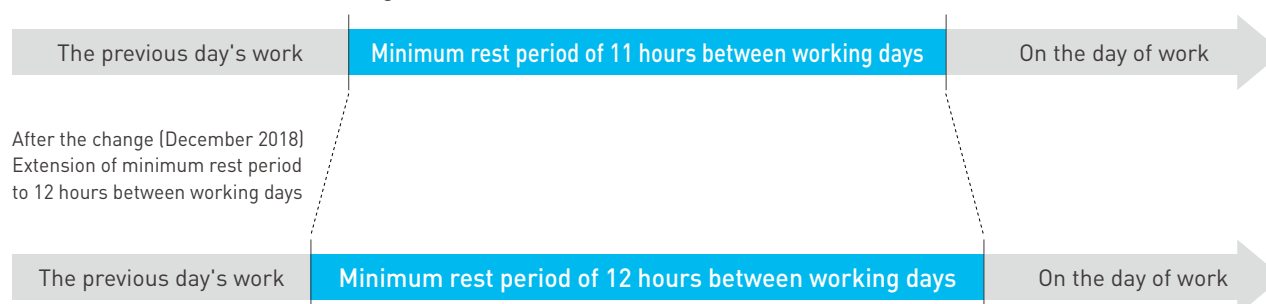 The previous day's work
Minimum rest period of 11 hours between working days
On the day of work
After the change (December 2018)
Extension of minimum rest period
to 12 hours between working days
The previous day's work
Minimum rest period of 12 hours between working days
On the day of work